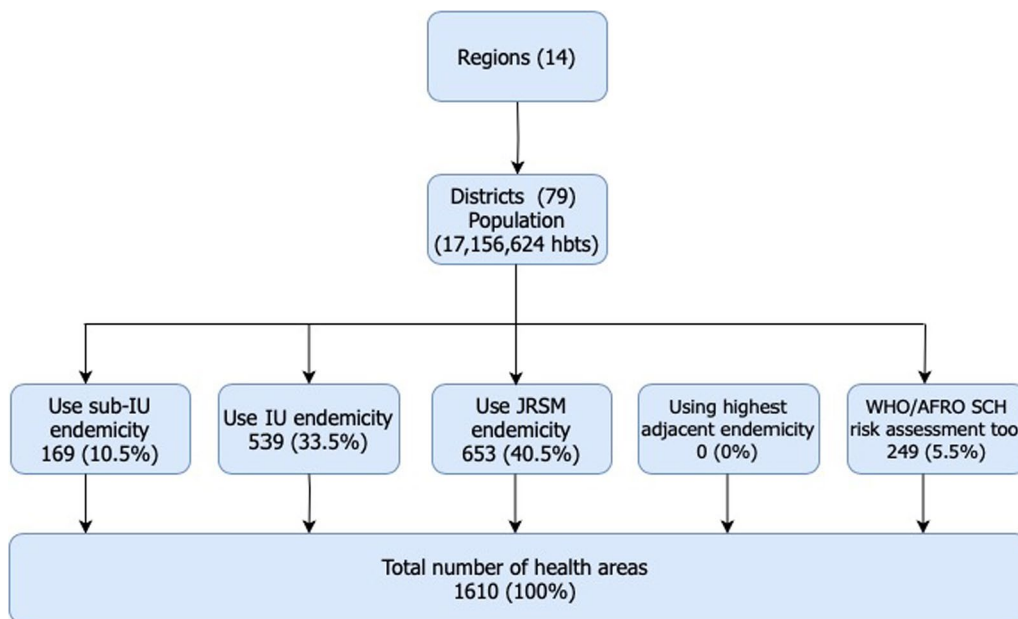 Regions (14)
Districts (79)
Population
(17,156,624 hbts)
Use sub-IU
endemicity
169 (10.5%)
Use IU endemicity
539 (33.5%)
Use JRSM
endemicity
653 (40.5%)
Using highest
adjacent endemicity
0 (0%)
WHO/AFRO SCH
risk assessment too
249 (5.5%)
Total number of health areas
1610 (100%)